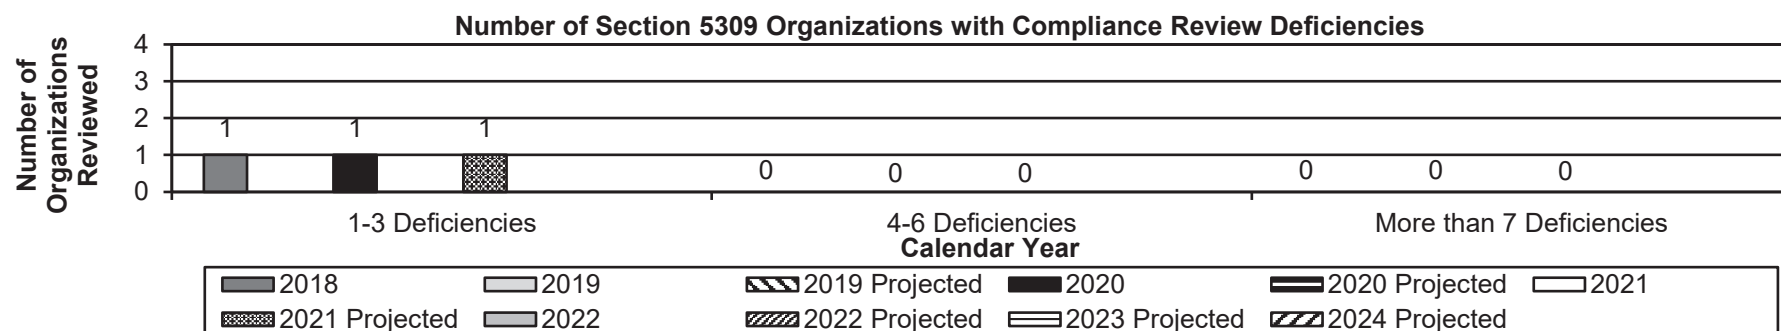 Number of Section 5309 Organizations with Compliance Review Deficiencies
Number of
Organizations
Reviewed
4
3
2
1
0
1 1 1 0 0 0 0 0 0
1-3 Deficiencies 4-6 Deficiencies More than 7 Deficiencies
Calendar Year
2018 2019 2019 Projected 2020 2020 Projected 2021
2021 Projected 2022 2022 Projected 2023 Projected 2024 Projected